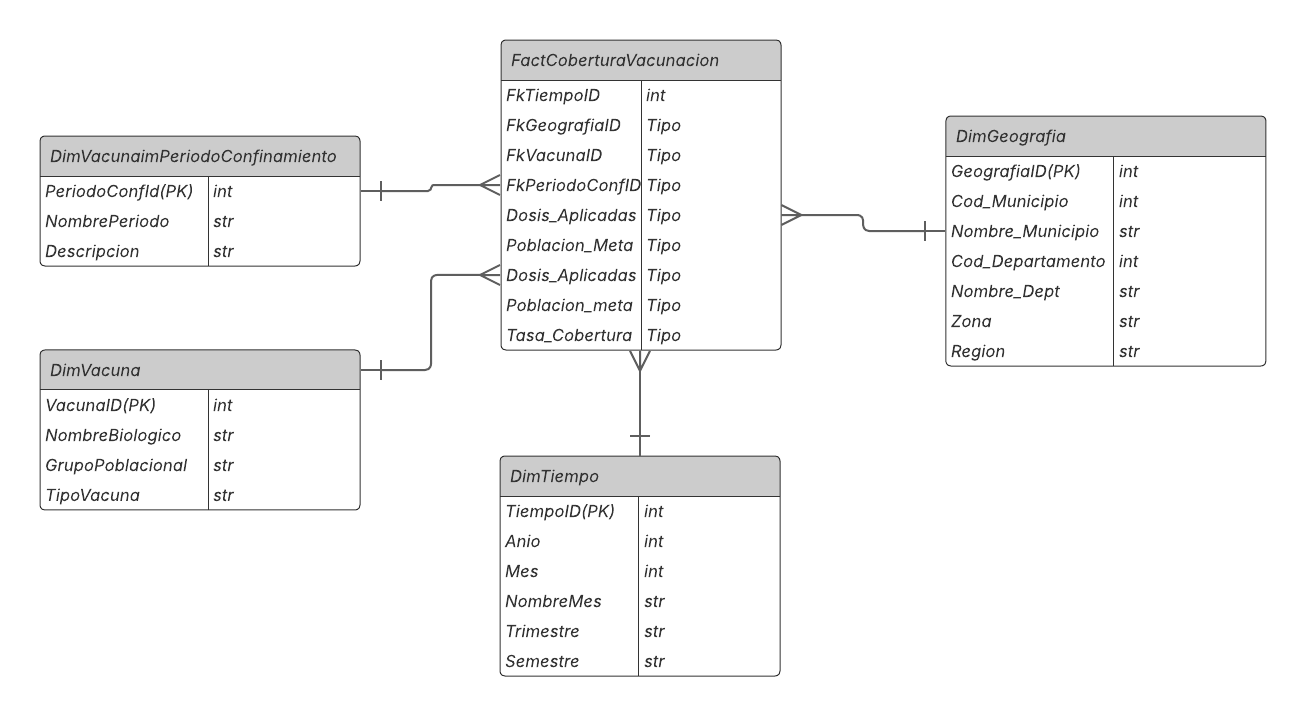 FactCoberturaVacunacion
FkTiempoID int
FkGeografiaID Tipo
FkVacunaID Tipo
FkPeriodoConfID Tipo
Dosis_Aplicadas Tipo
Poblacion_Meta Tipo
Dosis_Aplicadas Tipo
Poblacion_meta Tipo
Tasa_Cobertura Tipo
DimVacunaimPeriodoConfinamiento
PeriodoConfId(PK) int
NombrePeriodo str
Descripcion str
DimGeografia
GeografiaID(PK) int
Cod_Municipio int
Nombre_Municipio str
Cod_Departamento int
Nombre_Dept str
Zona str
Region str
DimVacuna
VacunaID(PK) int
NombreBiologico str
GrupoPoblacional str
TipoVacuna str
DimTiempo
TiempoID(PK) int
Anio int
Mes int
NombreMes str
Trimestre str
Semestre str